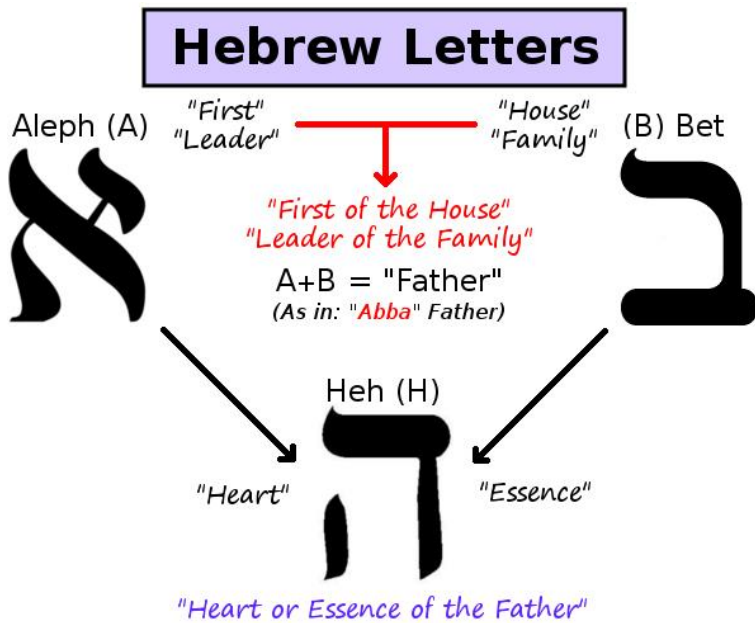 Hebrew Letters
Aleph (A)
"First"
"Leader"
"House"
"Family"
(B) Bet
א
ב
"First of the House"
"Leader of the Family"
A+B = "Father"
(As in: "Abba" Father)
Heh (H)
"Heart"
ה
"Essence"
"Heart or Essence of the Father"